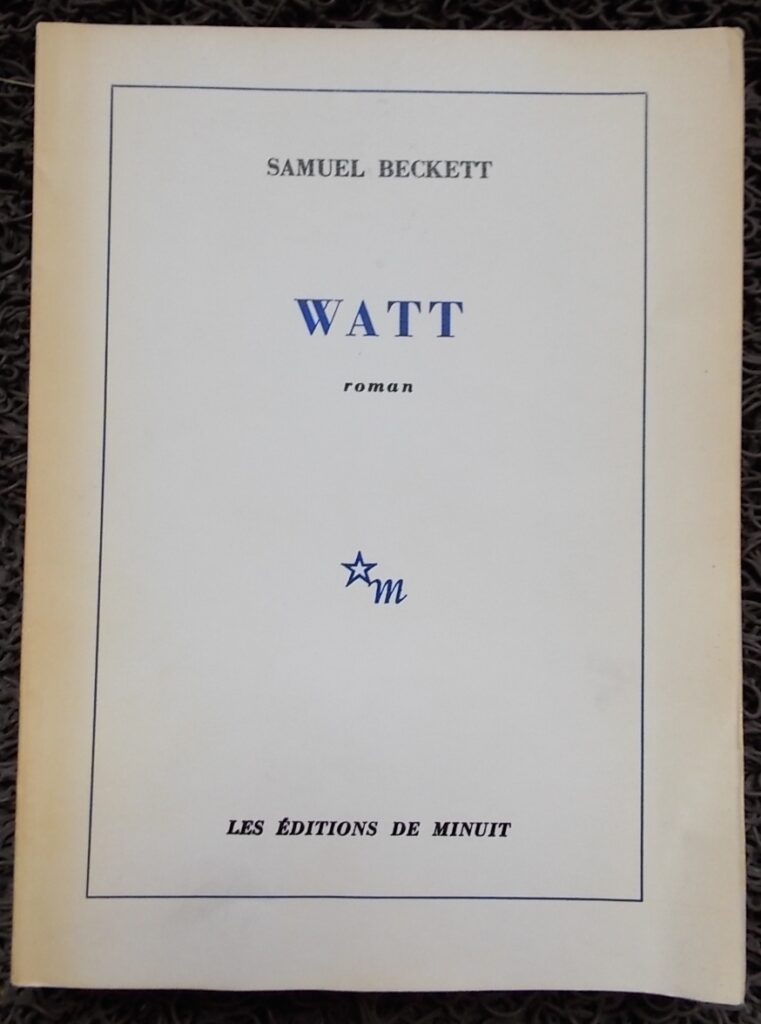 SAMUEL BECKETT
WATT
roman
m
LES ÉDITIONS DE MINUIT